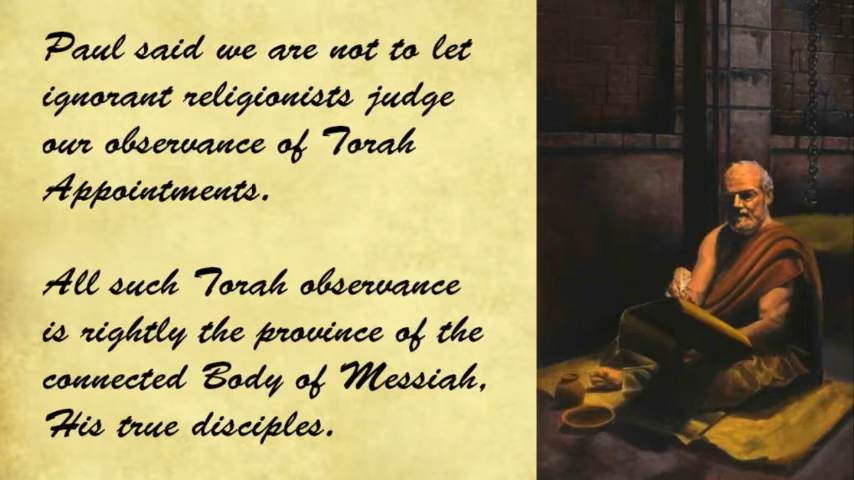 Paul said we are not to let
ignorant religionists judge
our observance of Torah
Appointments.
All such Torah observance
is rightly the province of the
connected Body of Messiah,
His true disciples.